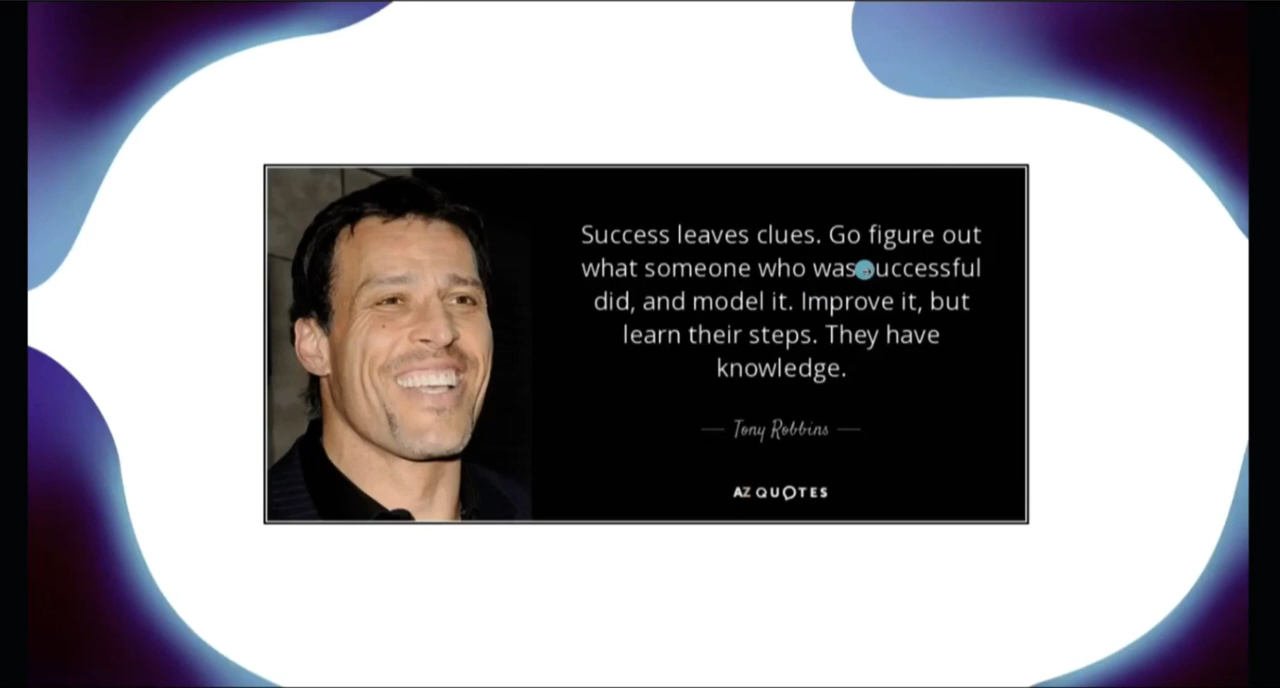 Success leaves clues. Go figure out
what someone who was successful
did, and model it. Improve it, but
learn their steps. They have
knowledge.
Tony Robbins
AZ QUOTES